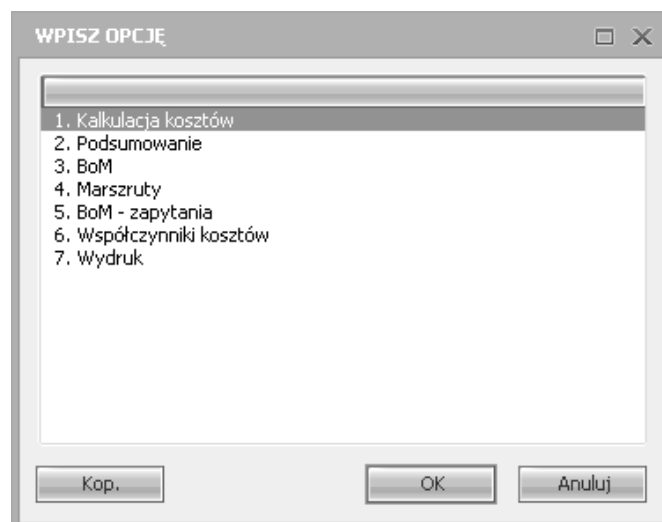 WPISZ OPCJĘ
1. Kalkulacja kosztów
2. Podsumowanie
3. BoM
4. Marszruty
5. BoM - zapytania
6. Współczynniki kosztów
7. Wydruk
Kop. OK Anuluj